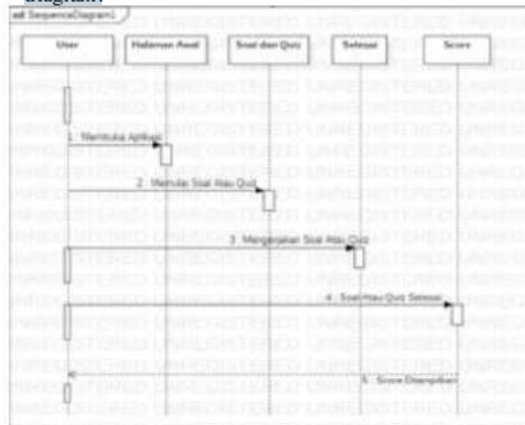 diagram.
sd SequenceDiagram1
User
Halaman Awal
Soal dan Quiz
Selesai
Score
1 : Membuka Aplikasi
2 : Memulai Soal Atau Quiz
3 : Mengerjakan Soal Atau Quiz
4 : Soal Atau Quiz Selesai
5 : Score Ditampilkan
UNREGISTERED